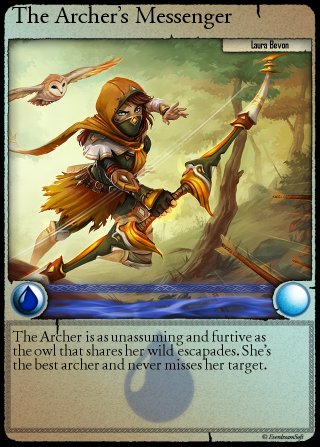 The Archer's Messenger
Laura Bevon
The Archer is as unassuming and furtive as
the owl that shares her wild escapades. She's
the best archer and never misses her target.
© EverdreamSoft